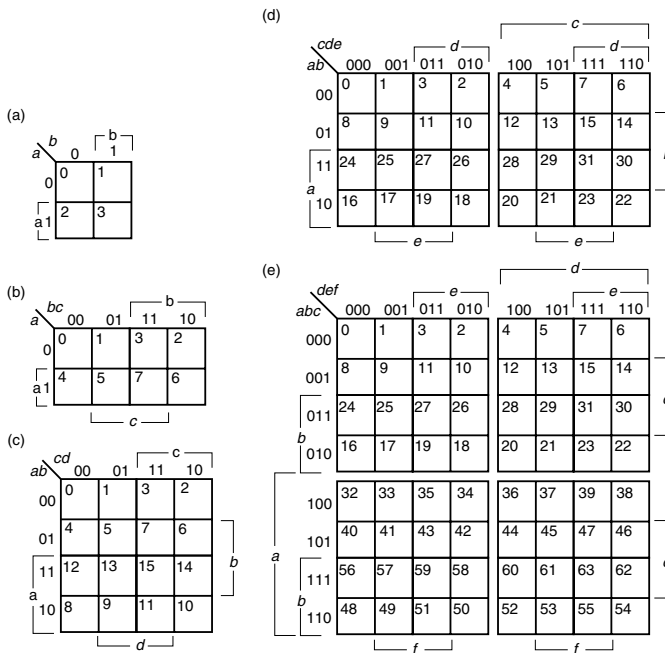 (a)
b
b
a
0
1
0
0
1
a
1
2
3
(b)
bc
b
a
00 01 11 10
0
0 1 3 2
a
1
4 5 7 6
c
(c)
cd
c
ab
00 01 11 10
00
0 1 3 2
01
4 5 7 6
11
12 13 15 14
10
8 9 11 10
a
b
d
(d)
c
cde
d
d
ab
000 001 011 010 100 101 111 110
00
0 1 3 2 4 5 7 6
01
8 9 11 10 12 13 15 14
11
24 25 27 26 28 29 31 30
a
10
16 17 19 18 20 21 23 22
e
e
(e)
d
def
e
e
abc
000 001 011 010 100 101 111 110
000
0 1 3 2 4 5 7 6
001
8 9 11 10 12 13 15 14
011
24 25 27 26 28 29 31 30
b
010
16 17 19 18 20 21 23 22
100
32 33 35 34 36 37 39 38
101
40 41 43 42 44 45 47 46
a
111
56 57 59 58 60 61 63 62
b
110
48 49 51 50 52 53 55 54
f
f